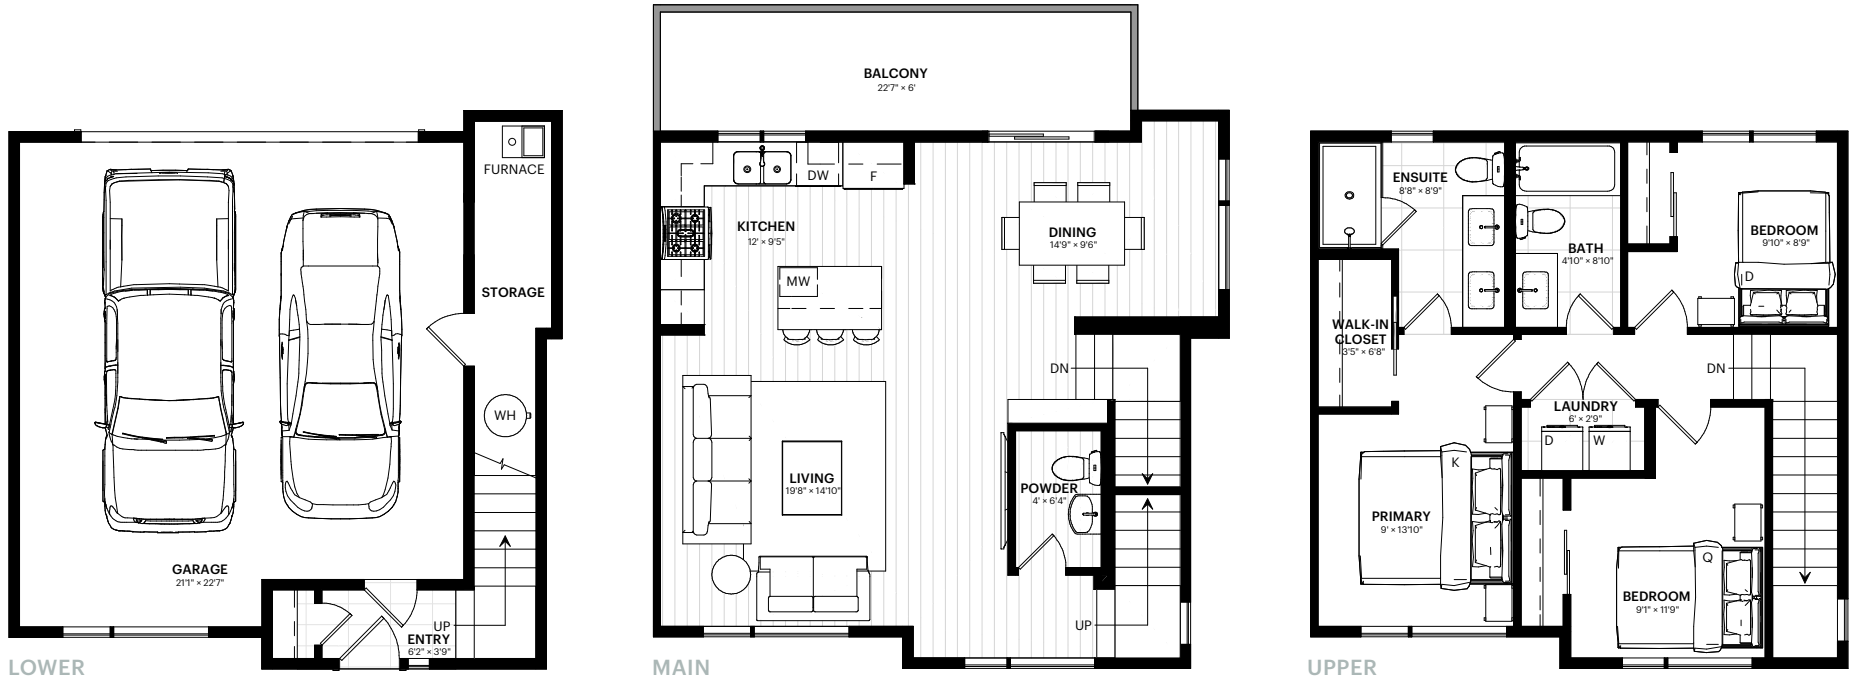 FURNACE
STORAGE
WH
GARAGE
21'1" × 22'7"
UP
ENTRY
6'2" × 3'9"
LOWER
BALCONY
22'7" × 6'
DW
F
KITCHEN
12' × 9'5"
MW
DINING
14'9" × 9'6"
DN
LIVING
19'8" × 14'10"
POWDER
4' × 6'4"
UP
MAIN
ENSUITE
8'8" × 8'9"
BATH
4'10" × 8'10"
BEDROOM
9'10" × 8'9"
D
WALK-IN
CLOSET
3'5" × 6'8"
DN
LAUNDRY
6' × 2'9"
D
W
K
PRIMARY
9' × 13'10"
Q
BEDROOM
9'1" × 11'9"
UPPER